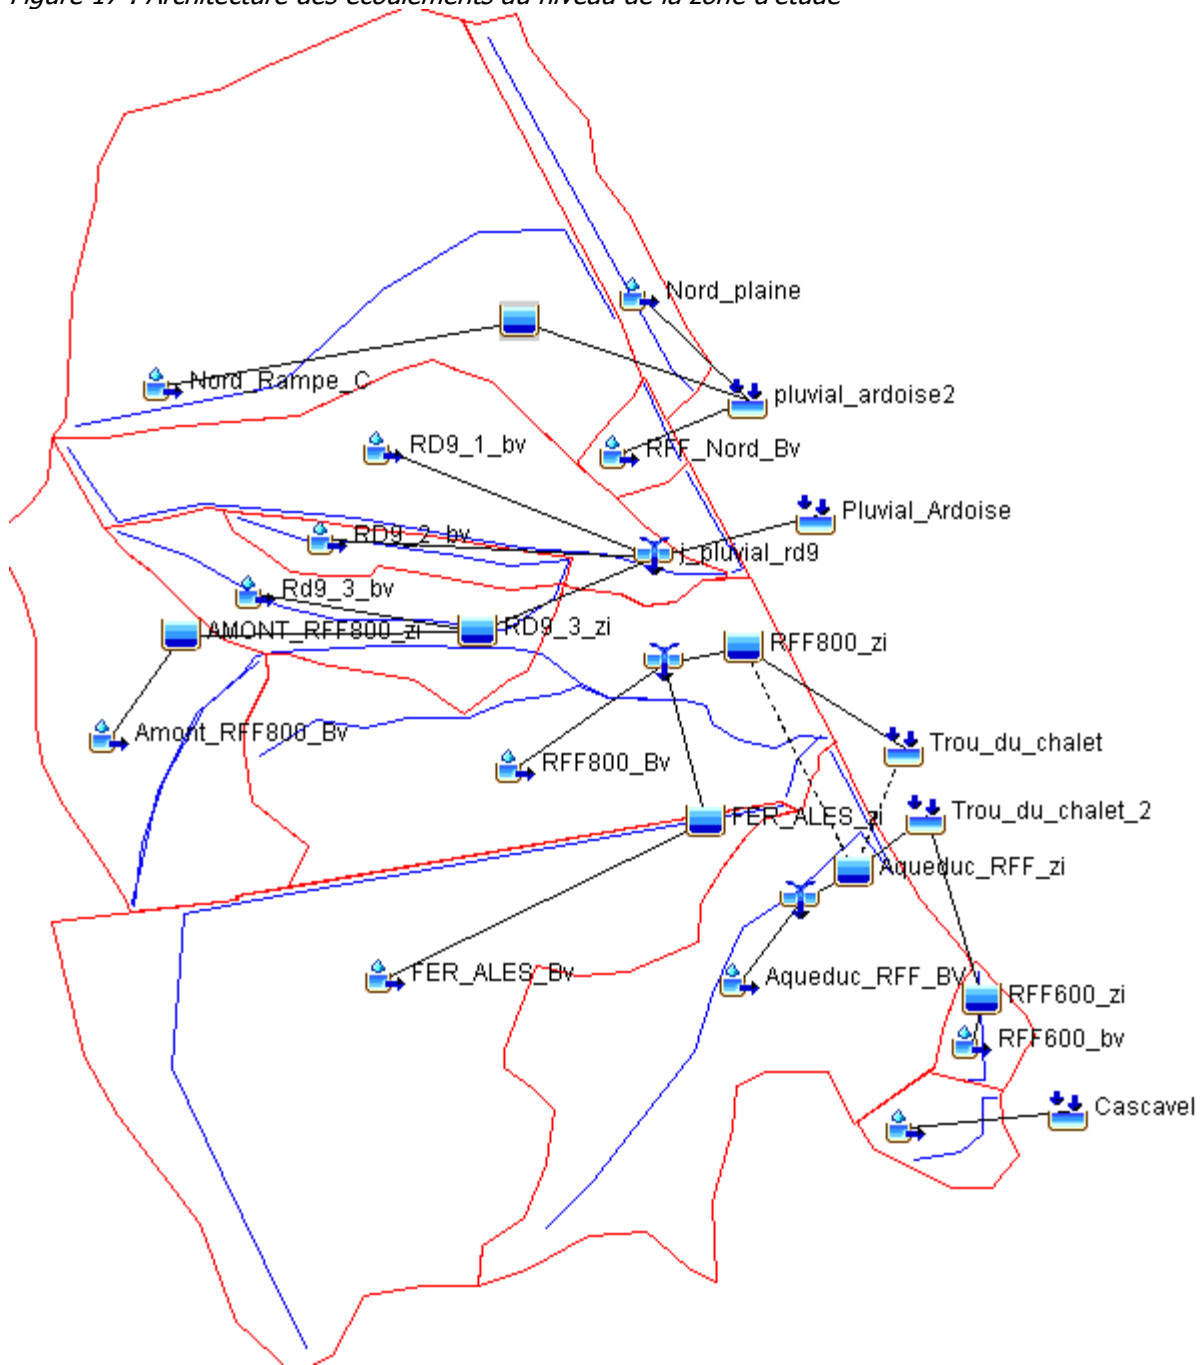 Figure 19 : Architecture des écoulements au niveau de la zone d'étude
Nord_plaine
Nord_Rampe_C
pluvial_ardoise2
RD9_1_bv
RFF_Nord_Bv
Pluvial_Ardoise
RD9_2_bv
j_pluvial_rd9
Rd9_3_bv
AMONT_RFF800_zi
RD9_3_zi
RFF800_zi
Amont_RFF800_Bv
Trou_du_chalet
RFF800_Bv
FER_ALES_zi
Trou_du_chalet_2
Aqueduc_RFF_zi
FER_ALES_Bv
Aqueduc_RFF_BV
RFF600_zi
RFF600_bv
Cascavel